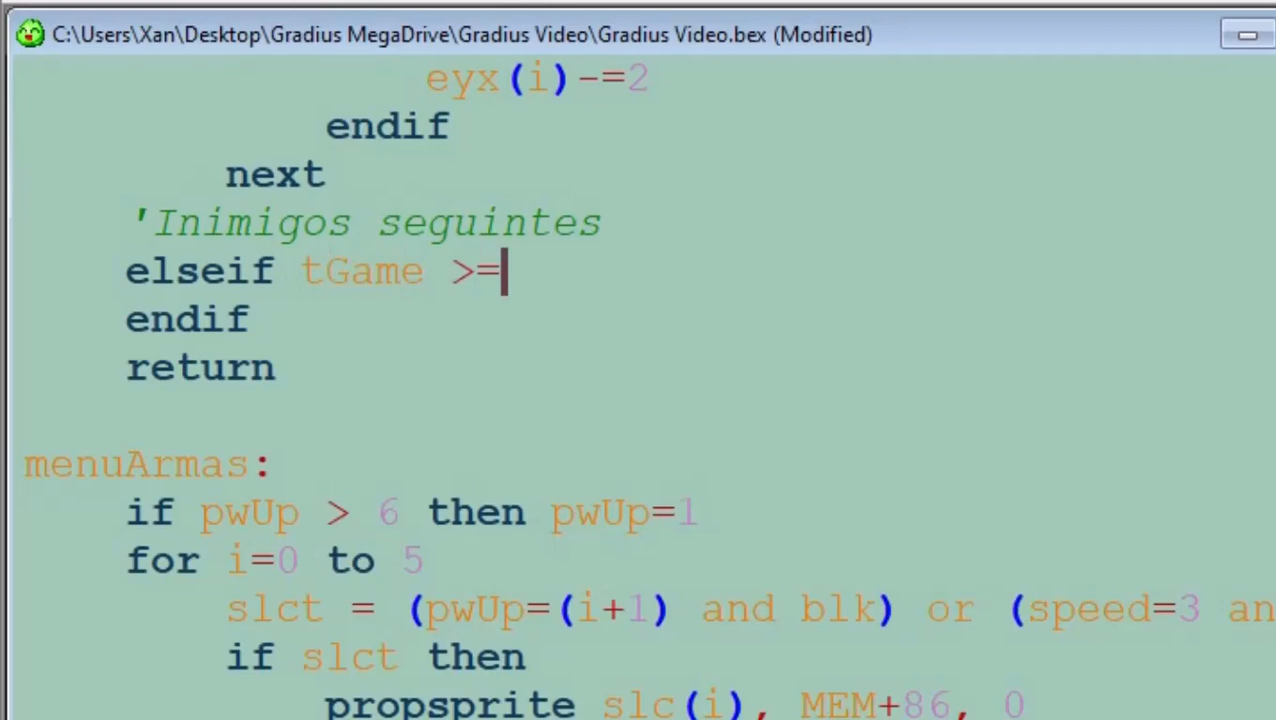 C:\Users\Xan\Desktop\Gradius MegaDrive\Gradius Video\Gradius Video.bex (Modified)
eyx(i)-=2
endif
next
'Inimigos seguintes
elseif tGame >=
endif
return
menuArmas:
if pwUp > 6 then pwUp=1
for i=0 to 5
slct = (pwUp=(i+1) and blk) or (speed=3 an
if slct then
propsprite slc(i), MEM+86, 0